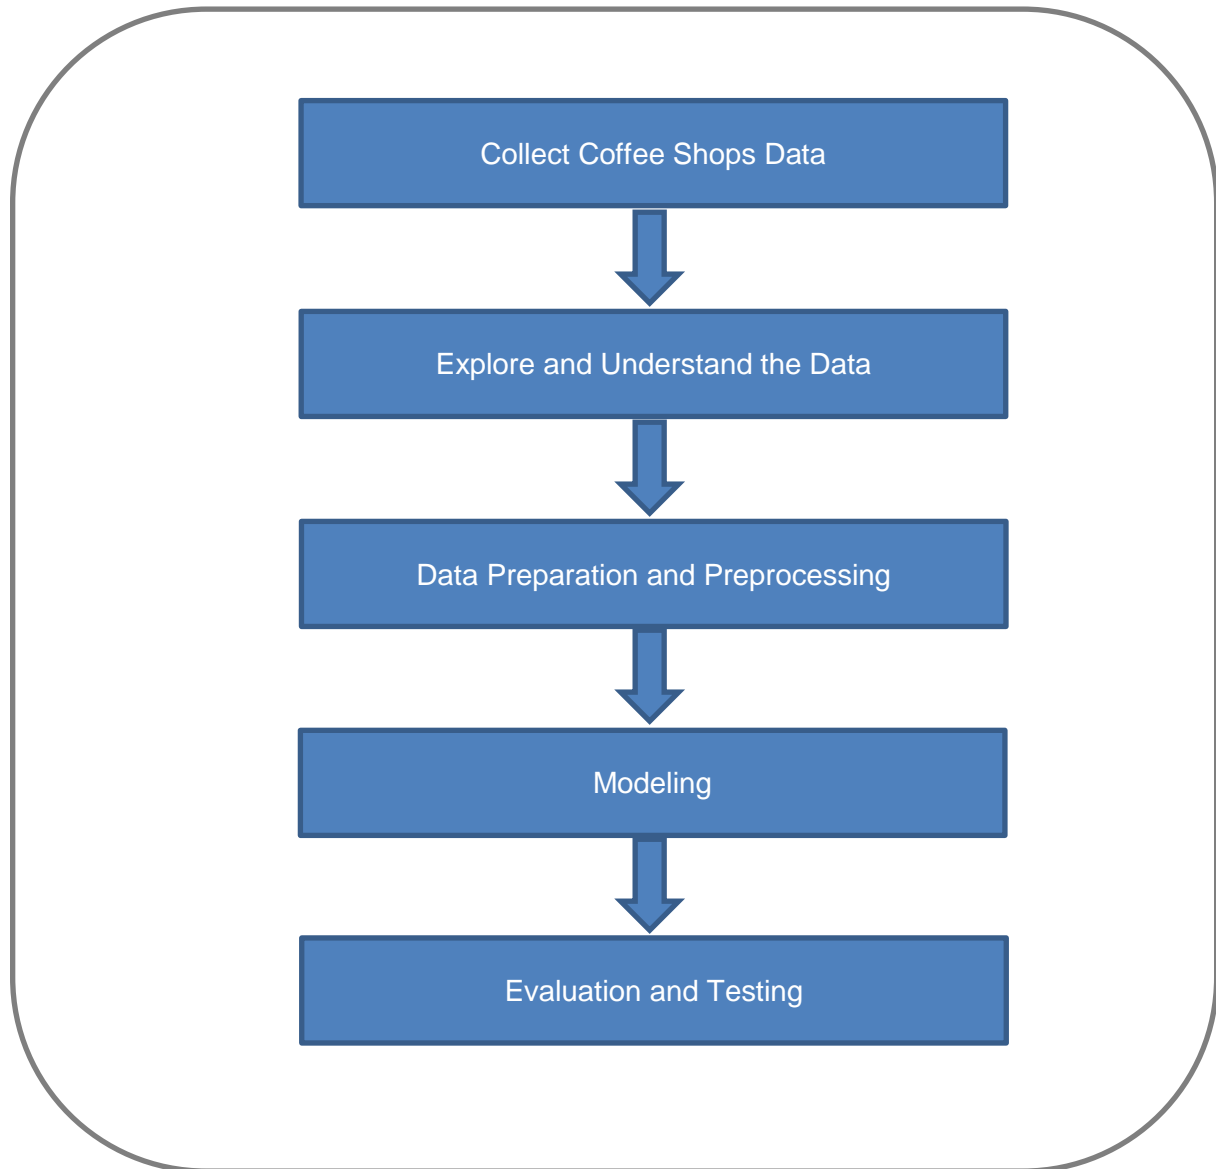 Collect Coffee Shops Data
Explore and Understand the Data
Data Preparation and Preprocessing
Modeling
Evaluation and Testing